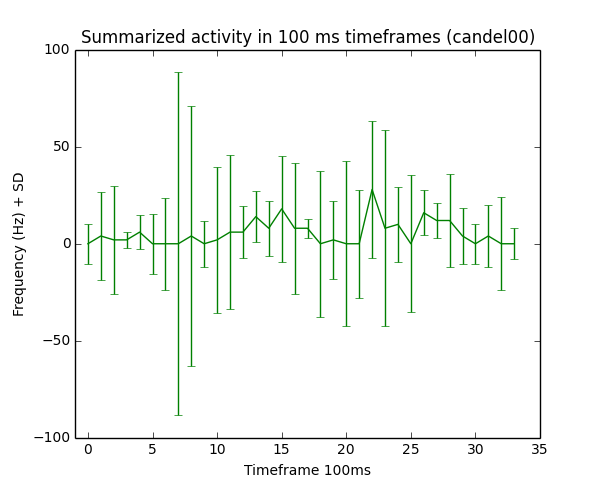 Summarized activity in 100 ms timeframes (candel00)
100
50
0
−50
−100
Frequency (Hz) + SD
0 5 10 15 20 25 30 35
Timeframe 100ms